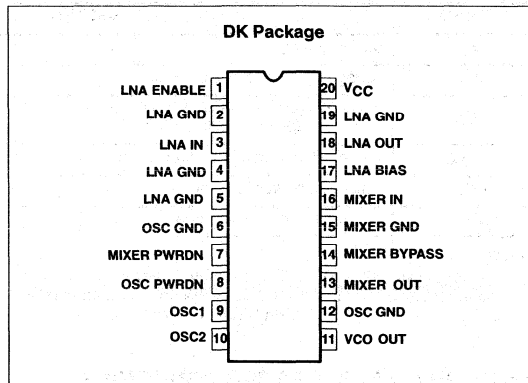 DK Package
LNA ENABLE 1
LNA GND 2
LNA IN 3
LNA GND 4
LNA GND 5
OSC GND 6
MIXER PWRDN 7
OSC PWRDN 8
OSC1 9
OSC2 10
20 VCC
19 LNA GND
18 LNA OUT
17 LNA BIAS
16 MIXER IN
15 MIXER GND
14 MIXER BYPASS
13 MIXER OUT
12 OSC GND
11 VCO OUT